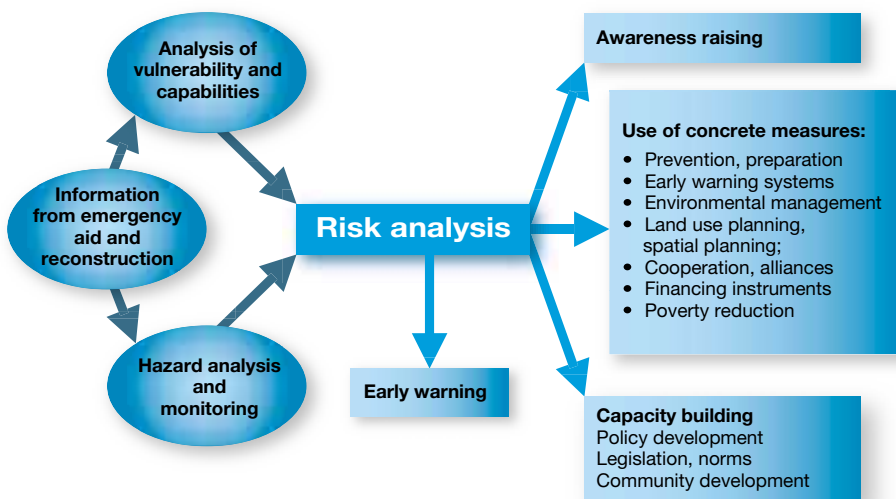 Analysis of
vulnerability and
capabilities
Information
from emergency
aid and
reconstruction
Hazard analysis
and
monitoring
Risk analysis
Early warning
Awareness raising
Use of concrete measures:
• Prevention, preparation
• Early warning systems
• Environmental management
• Land use planning,
spatial planning;
• Cooperation, alliances
• Financing instruments
• Poverty reduction
Capacity building
Policy development
Legislation, norms
Community development